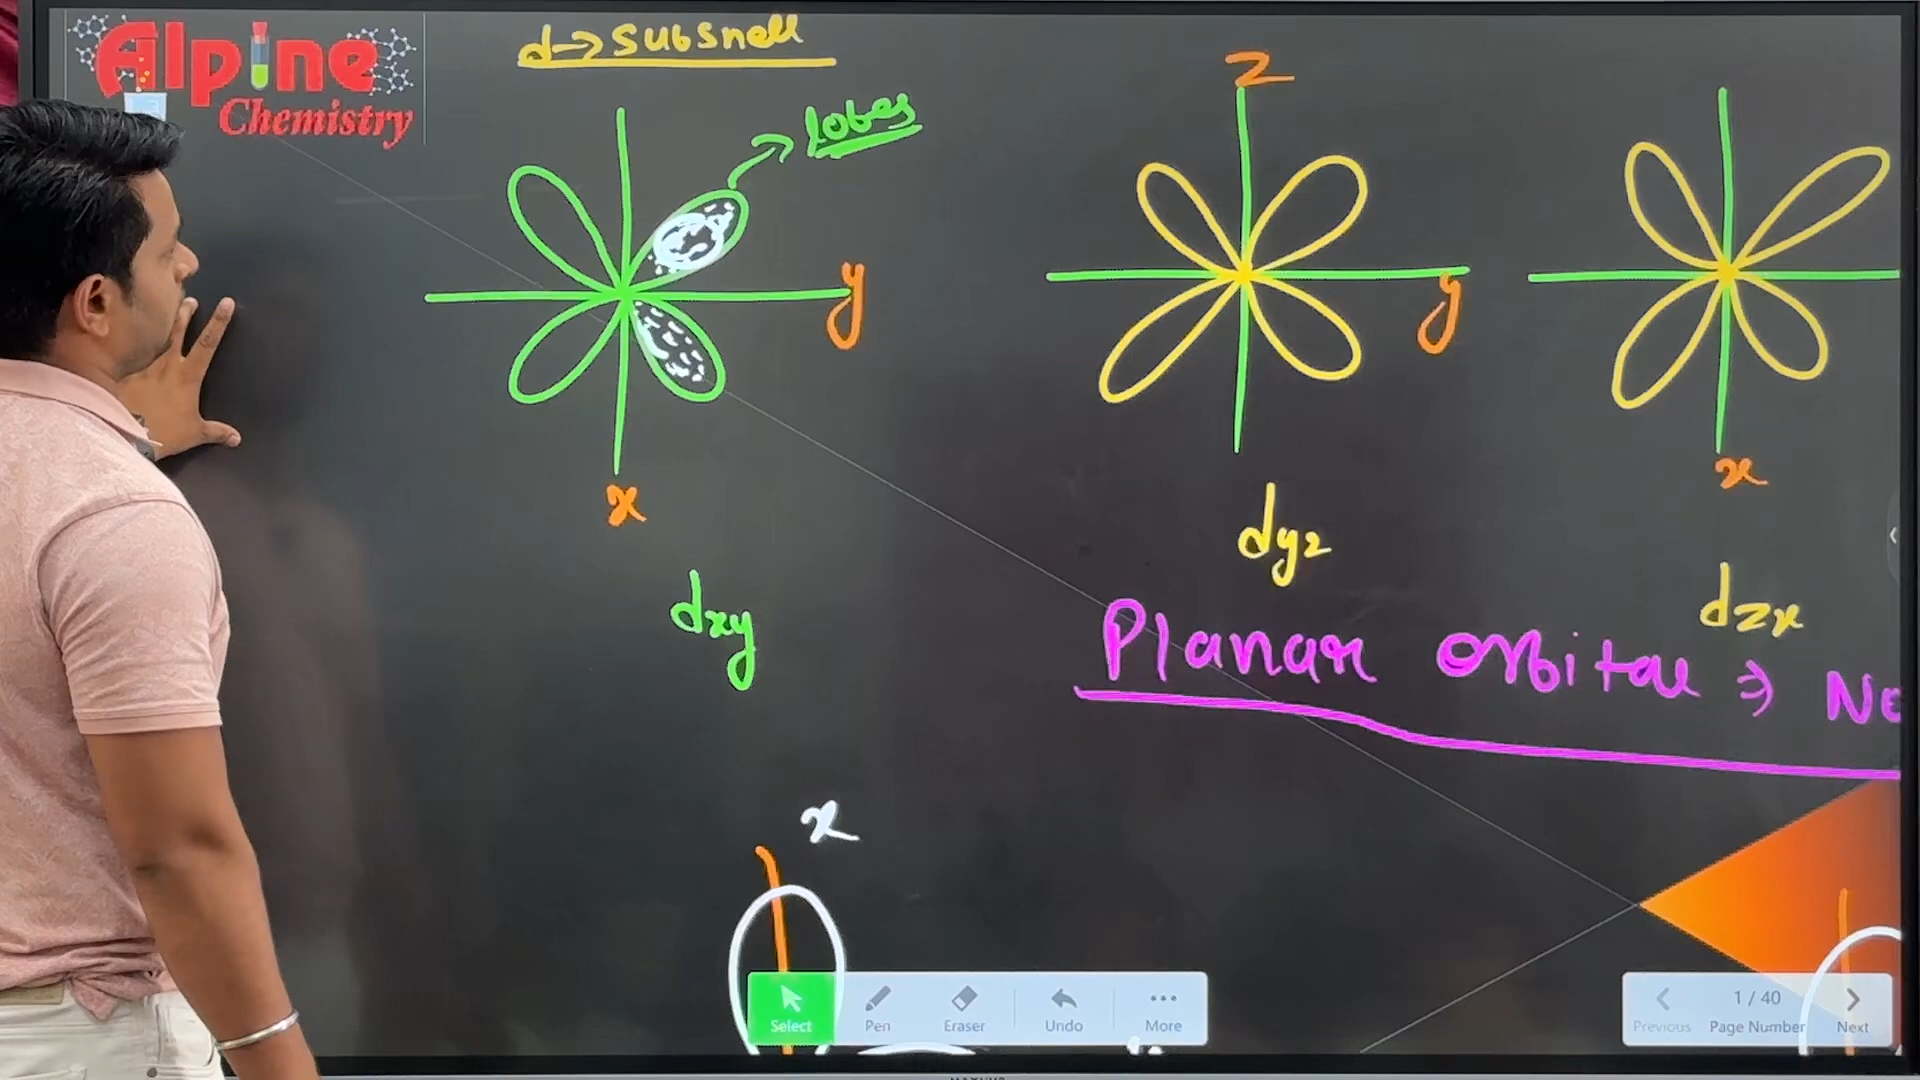 Alpine
Chemistry
d→ subshell
lobes
z
y
y
x
x
dxy
dyz
dzx
Planar orbital ⇒
x
Select
Pen
Eraser
Undo
More
1 / 40
Previous
Page Number
Next